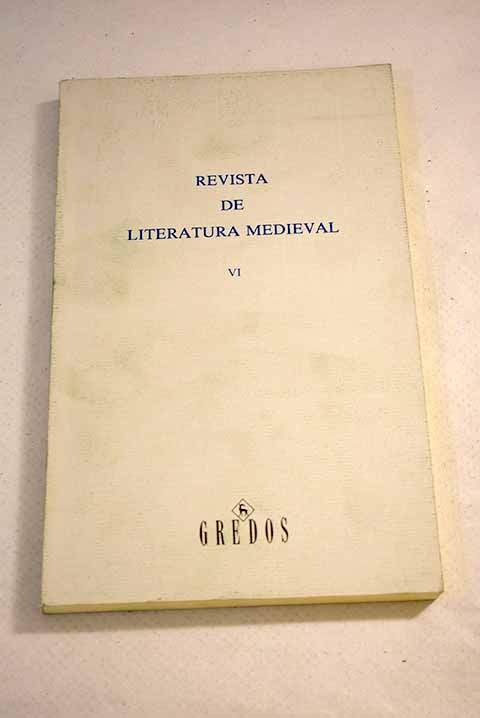 REVISTA
DE
LITERATURA MEDIEVAL
VI
GREDOS